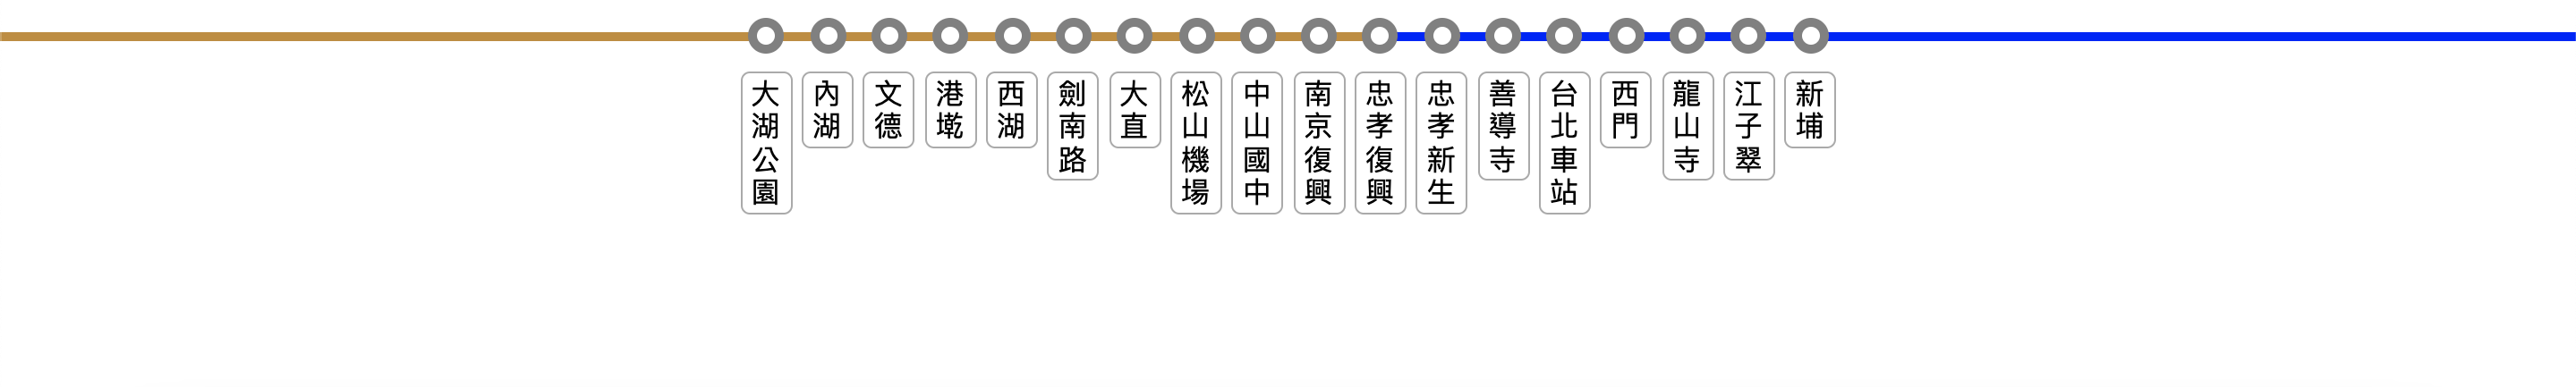 大湖公園
內湖
文德
港墘
西湖
劍南路
大直
松山機場
中山國中
南京復興
忠孝復興
忠孝新生
善導寺
台北車站
西門
龍山寺
江子翠
新埔